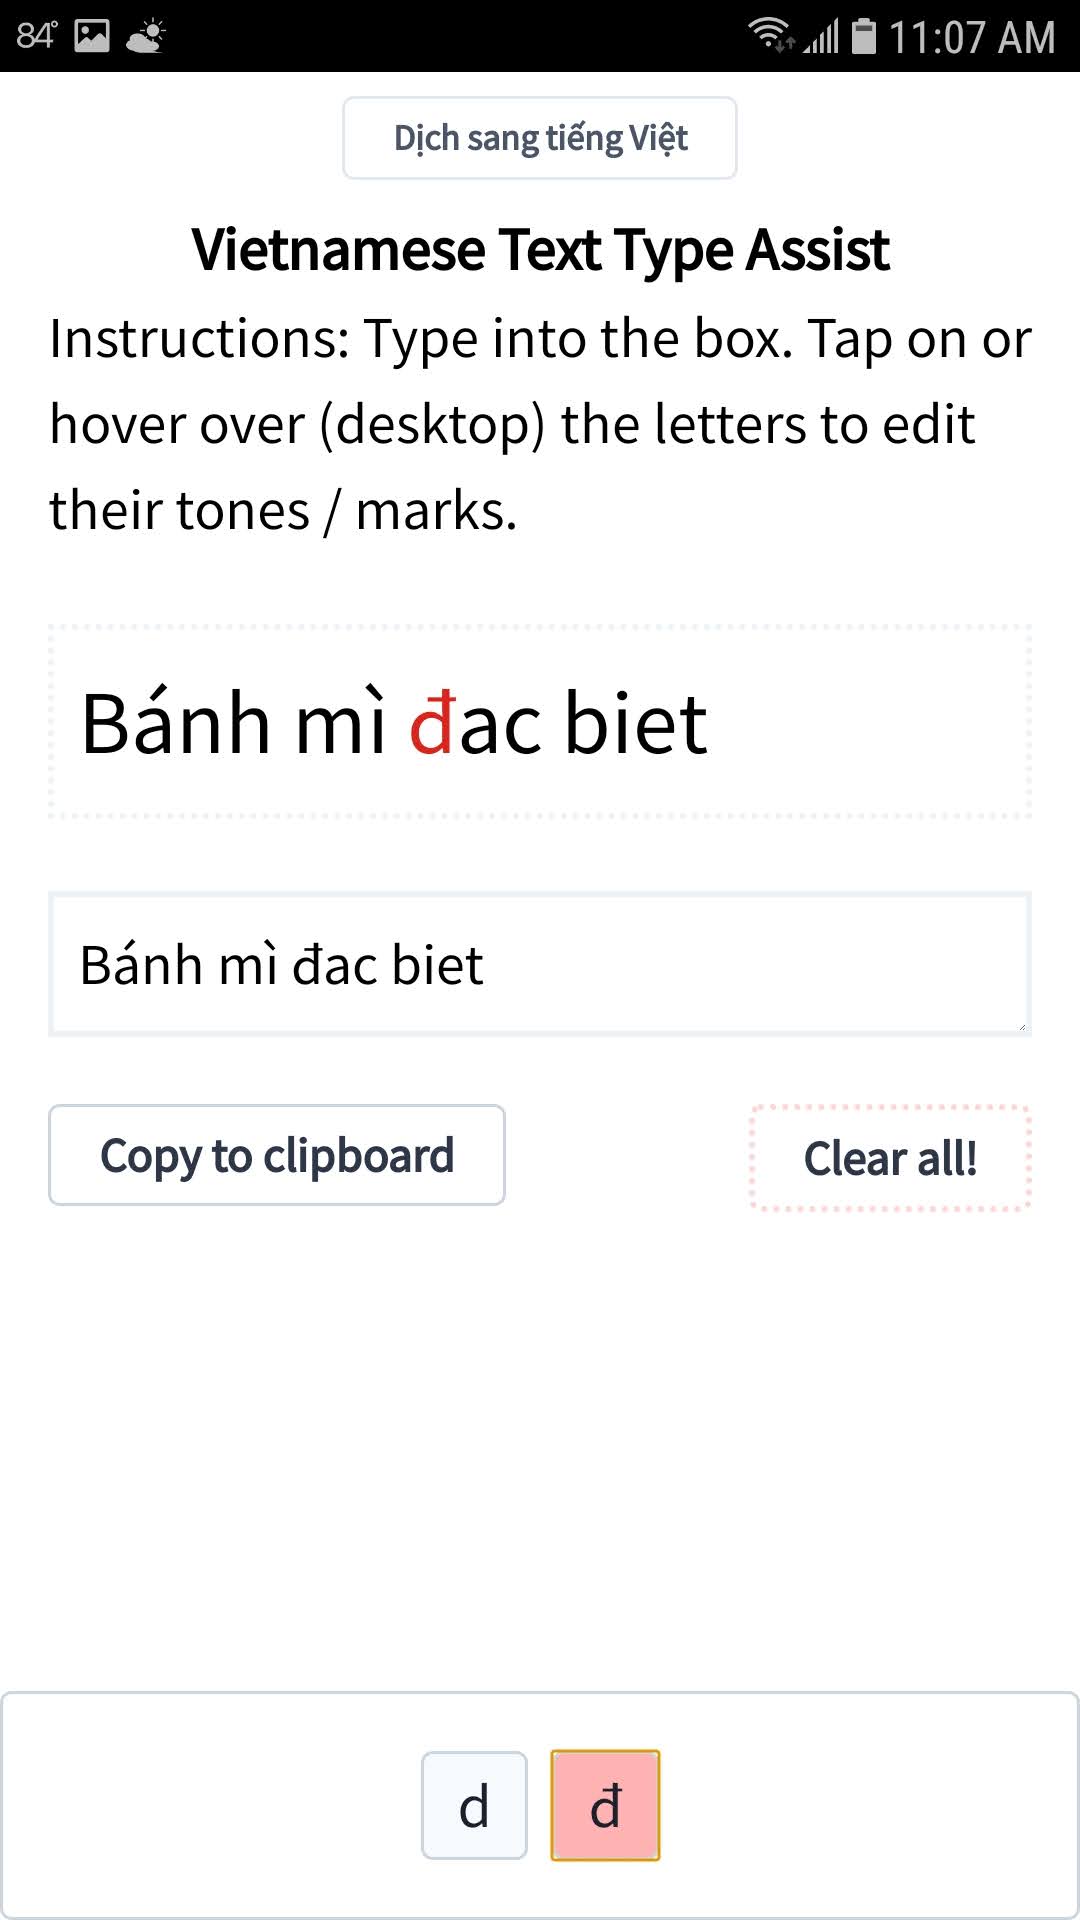 84° 11:07 AM
Dịch sang tiếng Việt
Vietnamese Text Type Assist
Instructions: Type into the box. Tap on or
hover over (desktop) the letters to edit
their tones / marks.
Bánh mì đac biet
Bánh mì đac biet
Copy to clipboard
Clear all!
d đ